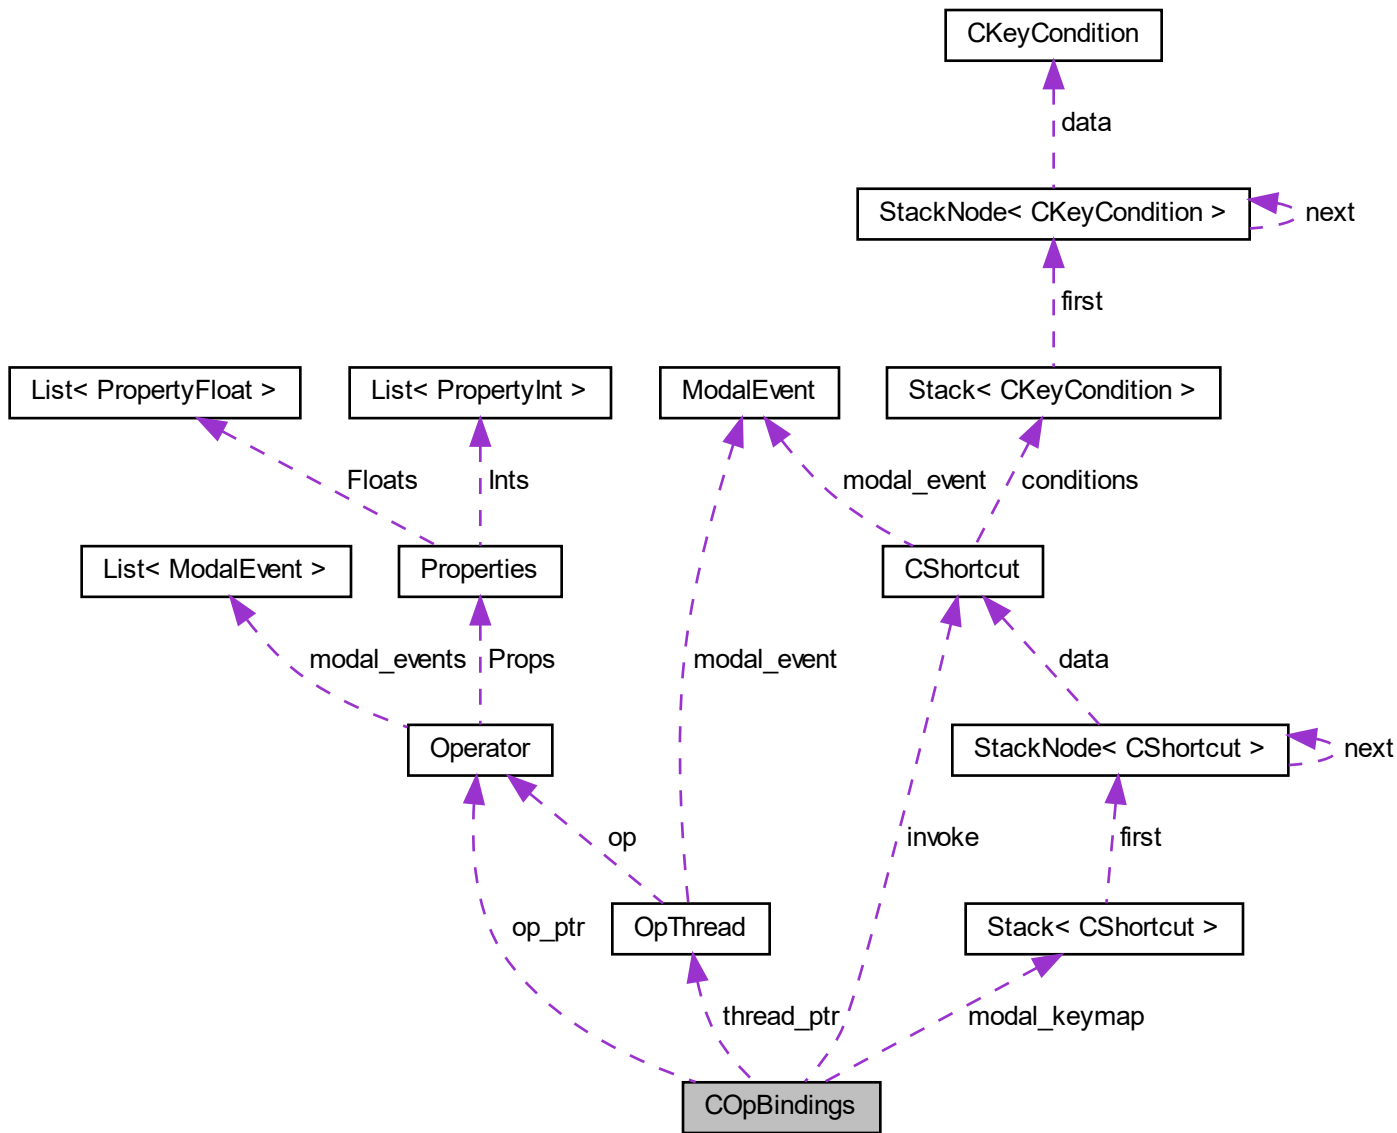 CKeyCondition
data
StackNode< CKeyCondition >
next
first
List< PropertyFloat >
List< PropertyInt >
ModalEvent
Stack< CKeyCondition >
Floats
Ints
modal_event
conditions
List< ModalEvent >
Properties
CShortcut
modal_events
Props
modal_event
data
Operator
StackNode< CShortcut >
next
op
invoke
first
op_ptr
OpThread
Stack< CShortcut >
thread_ptr
modal_keymap
COpBindings